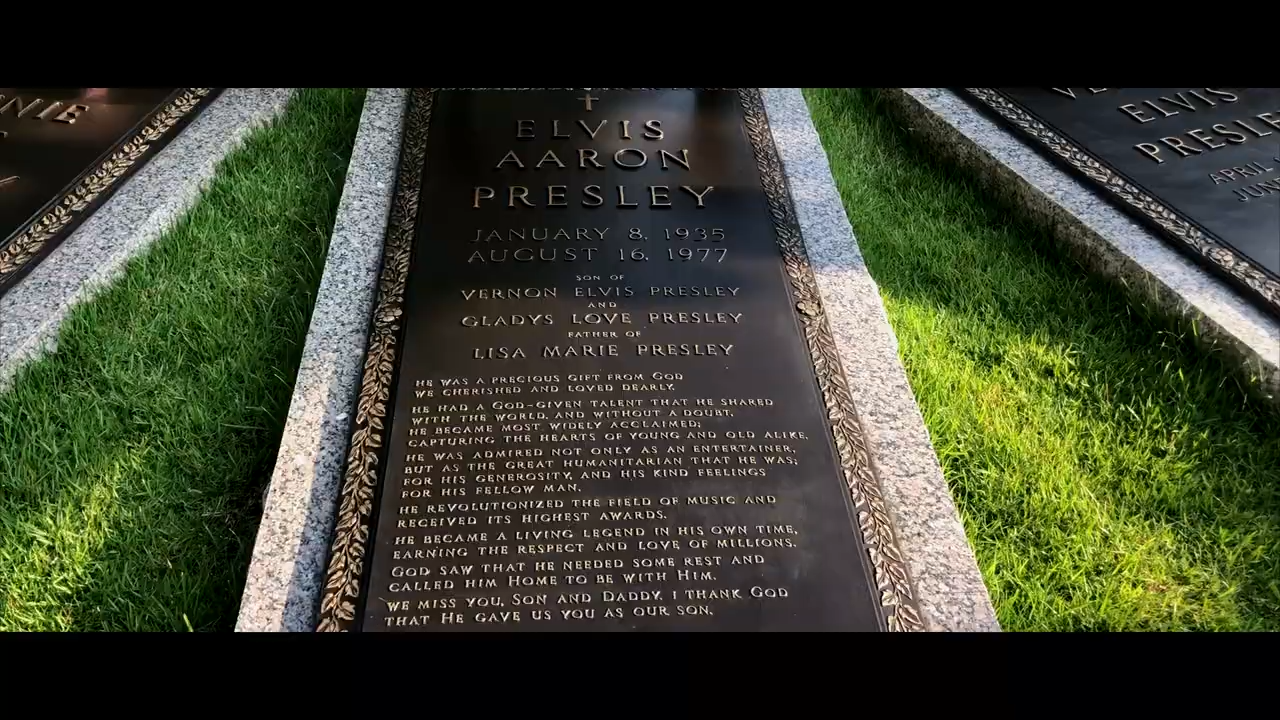 ELVIS
AARON
PRESLEY
JANUARY 8, 1935
AUGUST 16, 1977
SON OF
VERNON ELVIS PRESLEY
AND
GLADYS LOVE PRESLEY
FATHER OF
LISA MARIE PRESLEY
HE WAS A PRECIOUS GIFT FROM GOD
WE CHERISHED AND LOVED DEARLY.
HE HAD A GOD-GIVEN TALENT THAT HE SHARED
WITH THE WORLD, AND WITHOUT A DOUBT,
HE BECAME MOST WIDELY ACCLAIMED;
CAPTURING THE HEARTS OF YOUNG AND OLD ALIKE.
HE WAS ADMIRED NOT ONLY AS AN ENTERTAINER,
BUT AS THE GREAT HUMANITARIAN THAT HE WAS;
FOR HIS GENEROSITY, AND HIS KIND FEELINGS
FOR HIS FELLOW MAN.
HE REVOLUTIONIZED THE FIELD OF MUSIC AND
RECEIVED ITS HIGHEST AWARDS.
HE BECAME A LIVING LEGEND IN HIS OWN TIME,
EARNING THE RESPECT AND LOVE OF MILLIONS.
GOD SAW THAT HE NEEDED SOME REST AND
CALLED HIM HOME TO BE WITH HIM.
WE MISS YOU, SON AND DADDY. I THANK GOD
THAT HE GAVE US YOU AS OUR SON.
NIE
ELVIS
PRESLE
APRIL
JUN